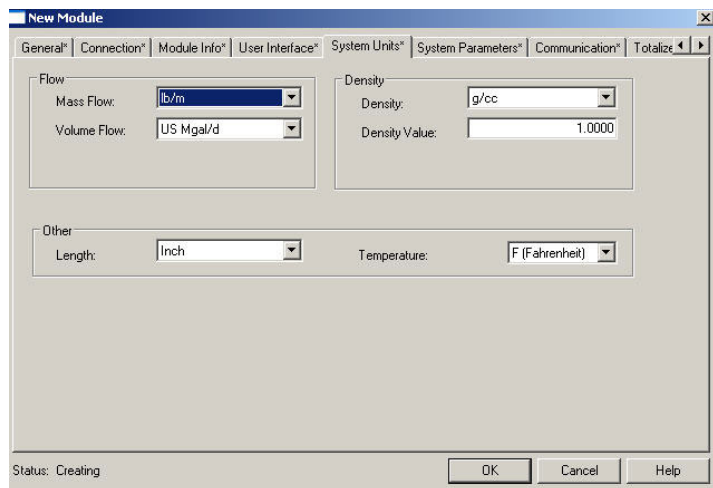 New Module
General* Connection* Module Info* User Interface* System Units* System Parameters* Communication* Totalize
Flow
Mass Flow: lb/m
Volume Flow: US Mgal/d
Density
Density: g/cc
Density Value: 1.0000
Other
Length: Inch
Temperature: F (Fahrenheit)
Status: Creating
OK Cancel Help